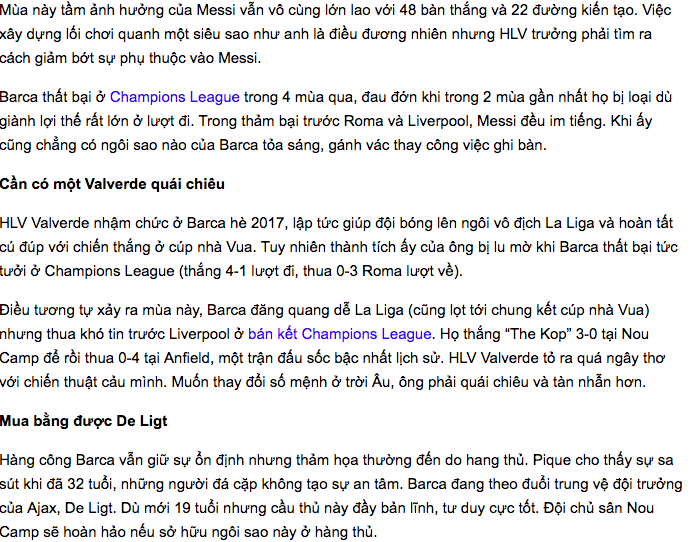 Mùa này tầm ảnh hưởng của Messi vẫn vô cùng lớn lao với 48 bàn thắng và 22 đường kiến tạo. Việc
xây dựng lối chơi quanh một siêu sao như anh là điều đương nhiên nhưng HLV trưởng phải tìm ra
cách giảm bớt sự phụ thuộc vào Messi.
Barca thất bại ở Champions League trong 4 mùa qua, đau đớn khi trong 2 mùa gần nhất họ bị loại dù
giành lợi thế rất lớn ở lượt đi. Trong thảm bại trước Roma và Liverpool, Messi đều im tiếng. Khi ấy
cũng chẳng có ngôi sao nào của Barca tỏa sáng, gánh vác thay công việc ghi bàn.
Cần có một Valverde quái chiêu
HLV Valverde nhậm chức ở Barca hè 2017, lập tức giúp đội bóng lên ngôi vô địch La Liga và hoàn tất
cú đúp với chiến thắng ở cúp nhà Vua. Tuy nhiên thành tích ấy của ông bị lu mờ khi Barca thất bại tức
tưởi ở Champions League (thắng 4-1 lượt đi, thua 0-3 Roma lượt về).
Điều tương tự xảy ra mùa này, Barca đăng quang dễ La Liga (cũng lọt tới chung kết cúp nhà Vua)
nhưng thua khó tin trước Liverpool ở bán kết Champions League. Họ thắng “The Kop” 3-0 tại Nou
Camp để rồi thua 0-4 tại Anfield, một trận đấu sốc bậc nhất lịch sử. HLV Valverde tỏ ra quá ngây thơ
với chiến thuật cảu mình. Muốn thay đổi số mệnh ở trời Âu, ông phải quái chiêu và tàn nhẫn hơn.
Mua bằng được De Ligt
Hàng công Barca vẫn giữ sự ổn định nhưng thảm họa thường đến do hang thủ. Pique cho thấy sự sa
sút khi đã 32 tuổi, những người đá cặp không tạo sự an tâm. Barca đang theo đuổi trung vệ đội trưởng
của Ajax, De Ligt. Dù mới 19 tuổi nhưng cầu thủ này đầy bản lĩnh, tư duy cực tốt. Đội chủ sân Nou
Camp sẽ hoàn hảo nếu sở hữu ngôi sao này ở hàng thủ.